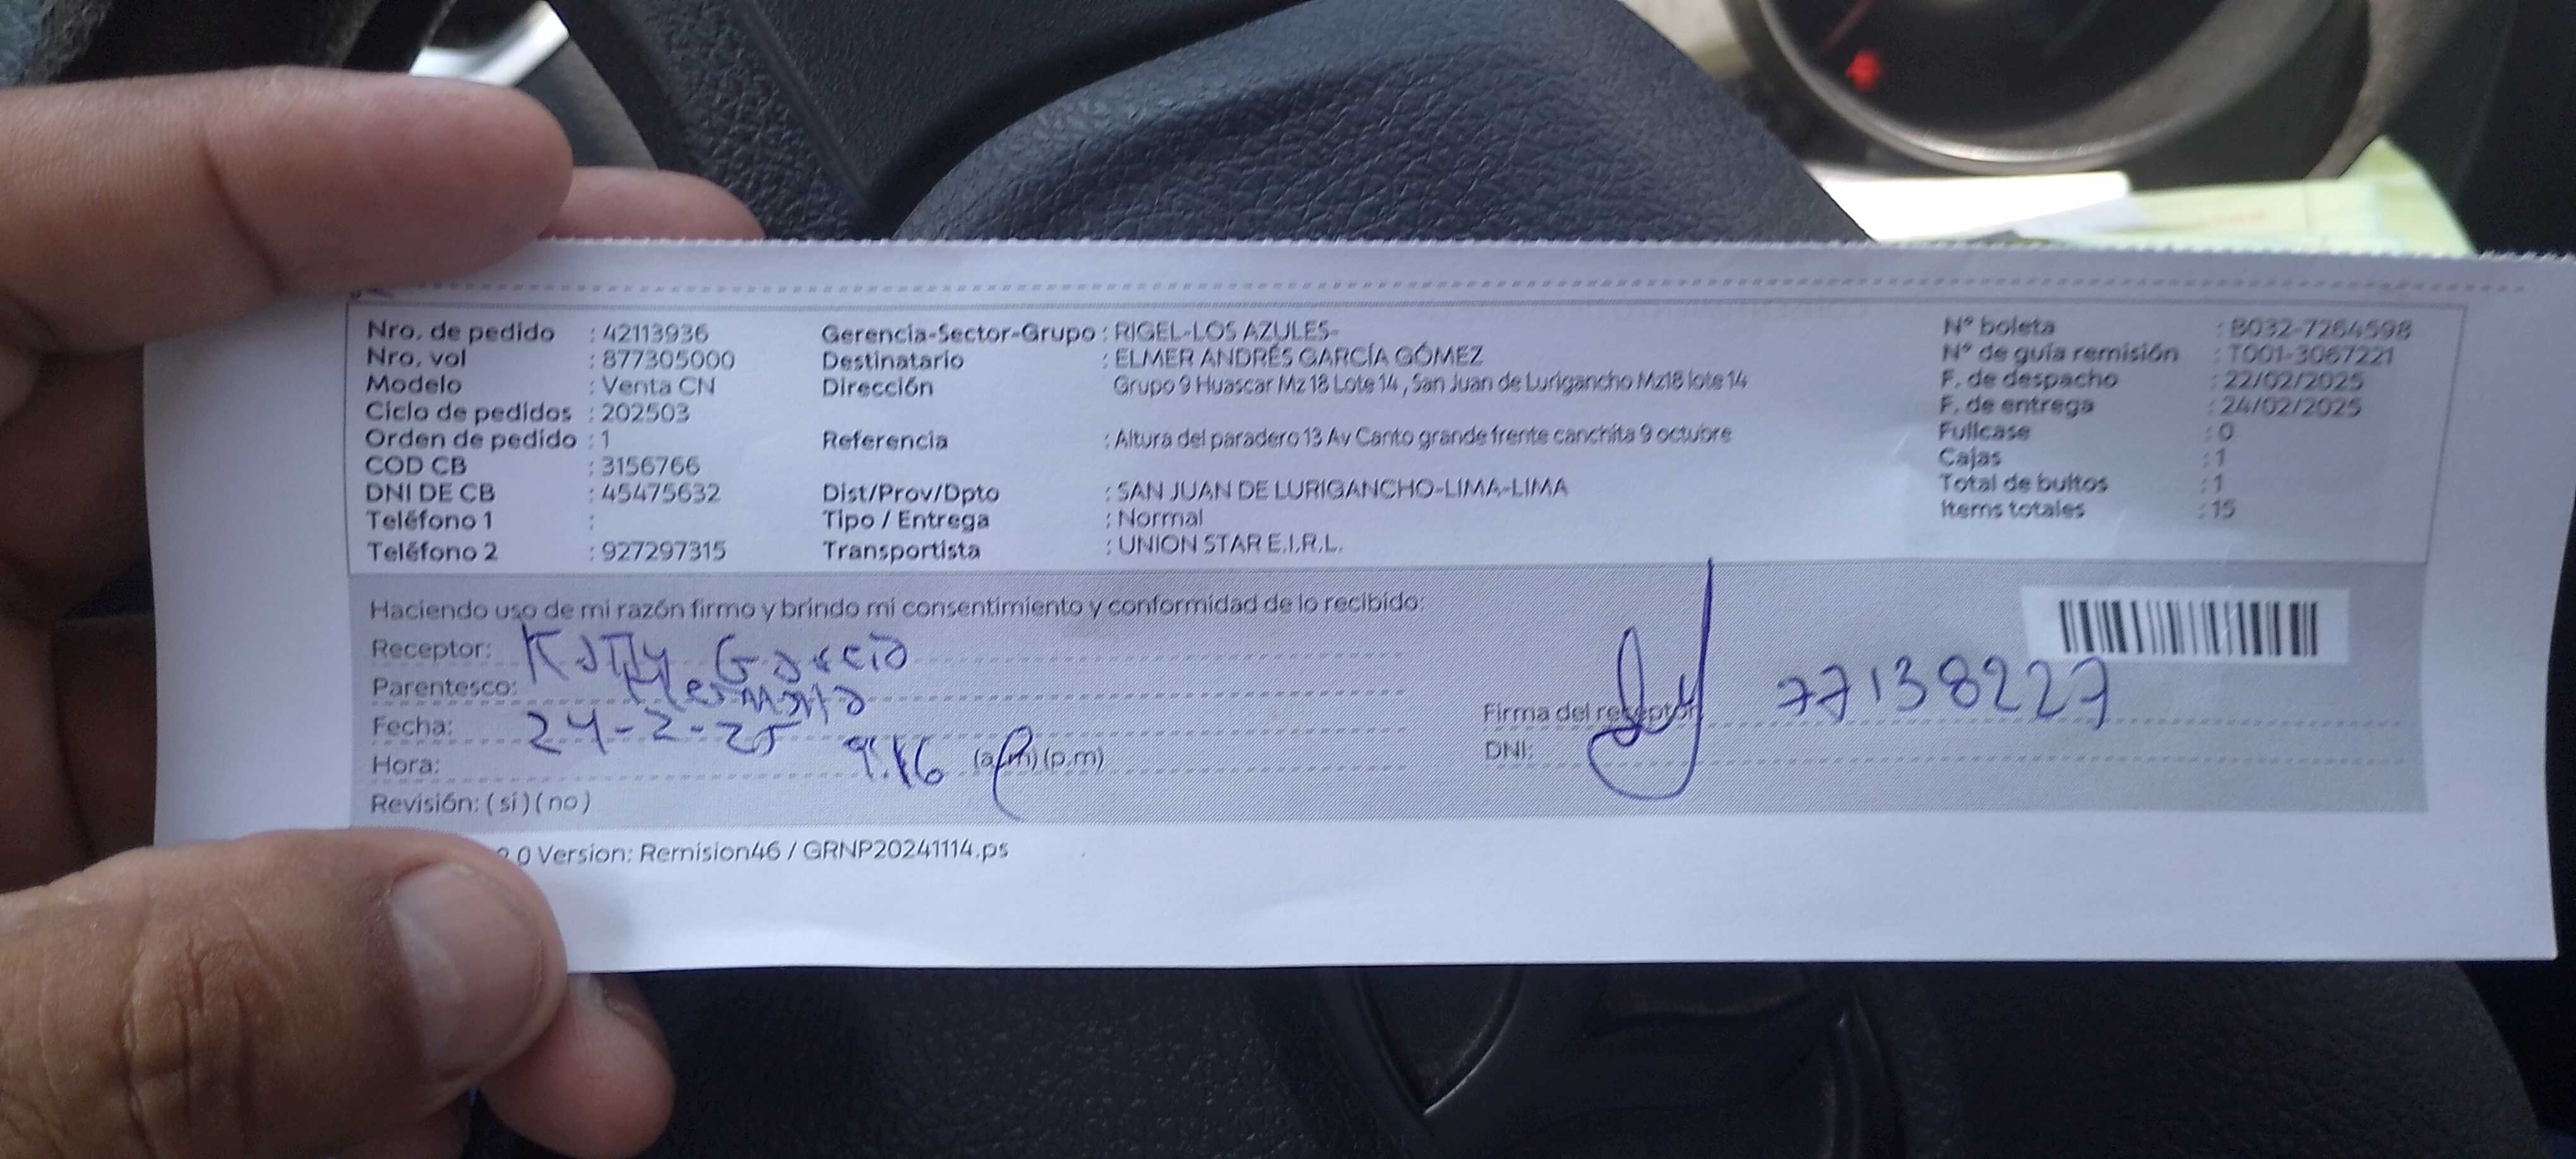 Nro. de pedido : 42113936 Gerencia-Sector-Grupo : RIGEL-LOS AZULES- N° boleta : B032-7264598
Nro. vol : 877305000 Destinatario : ELMER ANDRÉS GARCÍA GÓMEZ N° de guía remisión : T001-3067221
Modelo : Venta CN Dirección Grupo 9 Huascar Mz 18 Lote 14 , San Juan de Lurigancho Mz18 lote 14 F. de despacho : 22/02/2025
Ciclo de pedidos : 202503 F. de entrega : 24/02/2025
Orden de pedido : 1 Referencia : Altura del paradero 13 Av Canto grande frente canchita 9 octubre Fullcase : 0
COD CB : 3156766 Cajas : 1
DNI DE CB : 45475632 Dist/Prov/Dpto : SAN JUAN DE LURIGANCHO-LIMA-LIMA Total de bultos : 1
Teléfono 1 : Tipo / Entrega : Normal Items totales : 15
Teléfono 2 : 927297315 Transportista : UNION STAR E.I.R.L.
Haciendo uso de mi razón firmo y brindo mi consentimiento y conformidad de lo recibido:
Receptor: Katty Garcia
Parentesco: Hermana
Fecha: 24-2-25 Firma del receptor: 77138227
Hora: 9:16 (a.m) (p.m) DNI:
Revisión: ( si ) ( no )
0 Version: Remision46 / GRNP20241114.ps